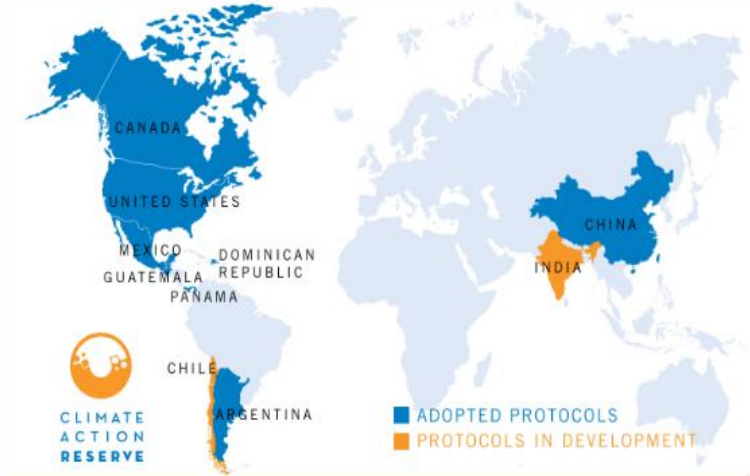 CANADA
UNITED STATES
MEXICO
GUATEMALA
PANAMA
DOMINICAN
REPUBLIC
CHINA
INDIA
CHILE
ARGENTINA
CLIMATE
ACTION
RESERVE
ADOPTED PROTOCOLS
PROTOCOLS IN DEVELOPMENT